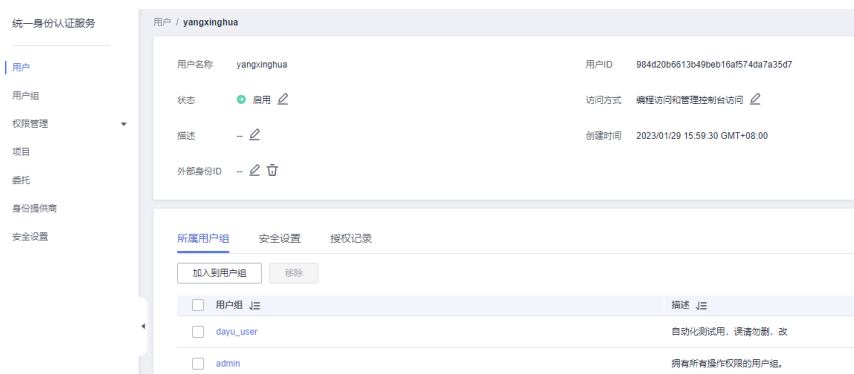 统一身份认证服务
用户
用户组
权限管理
项目
委托
身份提供商
安全设置
用户 / yangxinghua
用户名称 yangxinghua
用户ID 984d20b6613b49beb16af574da7a35d7
状态 启用
访问方式 编程访问和管理控制台访问
描述 --
创建时间 2023/01/29 15:59:30 GMT+08:00
外部身份ID --
所属用户组 安全设置 授权记录
加入到用户组 移除
用户组 描述
dayu_user 自动化测试用，误请勿删，改
admin 拥有所有操作权限的用户组。